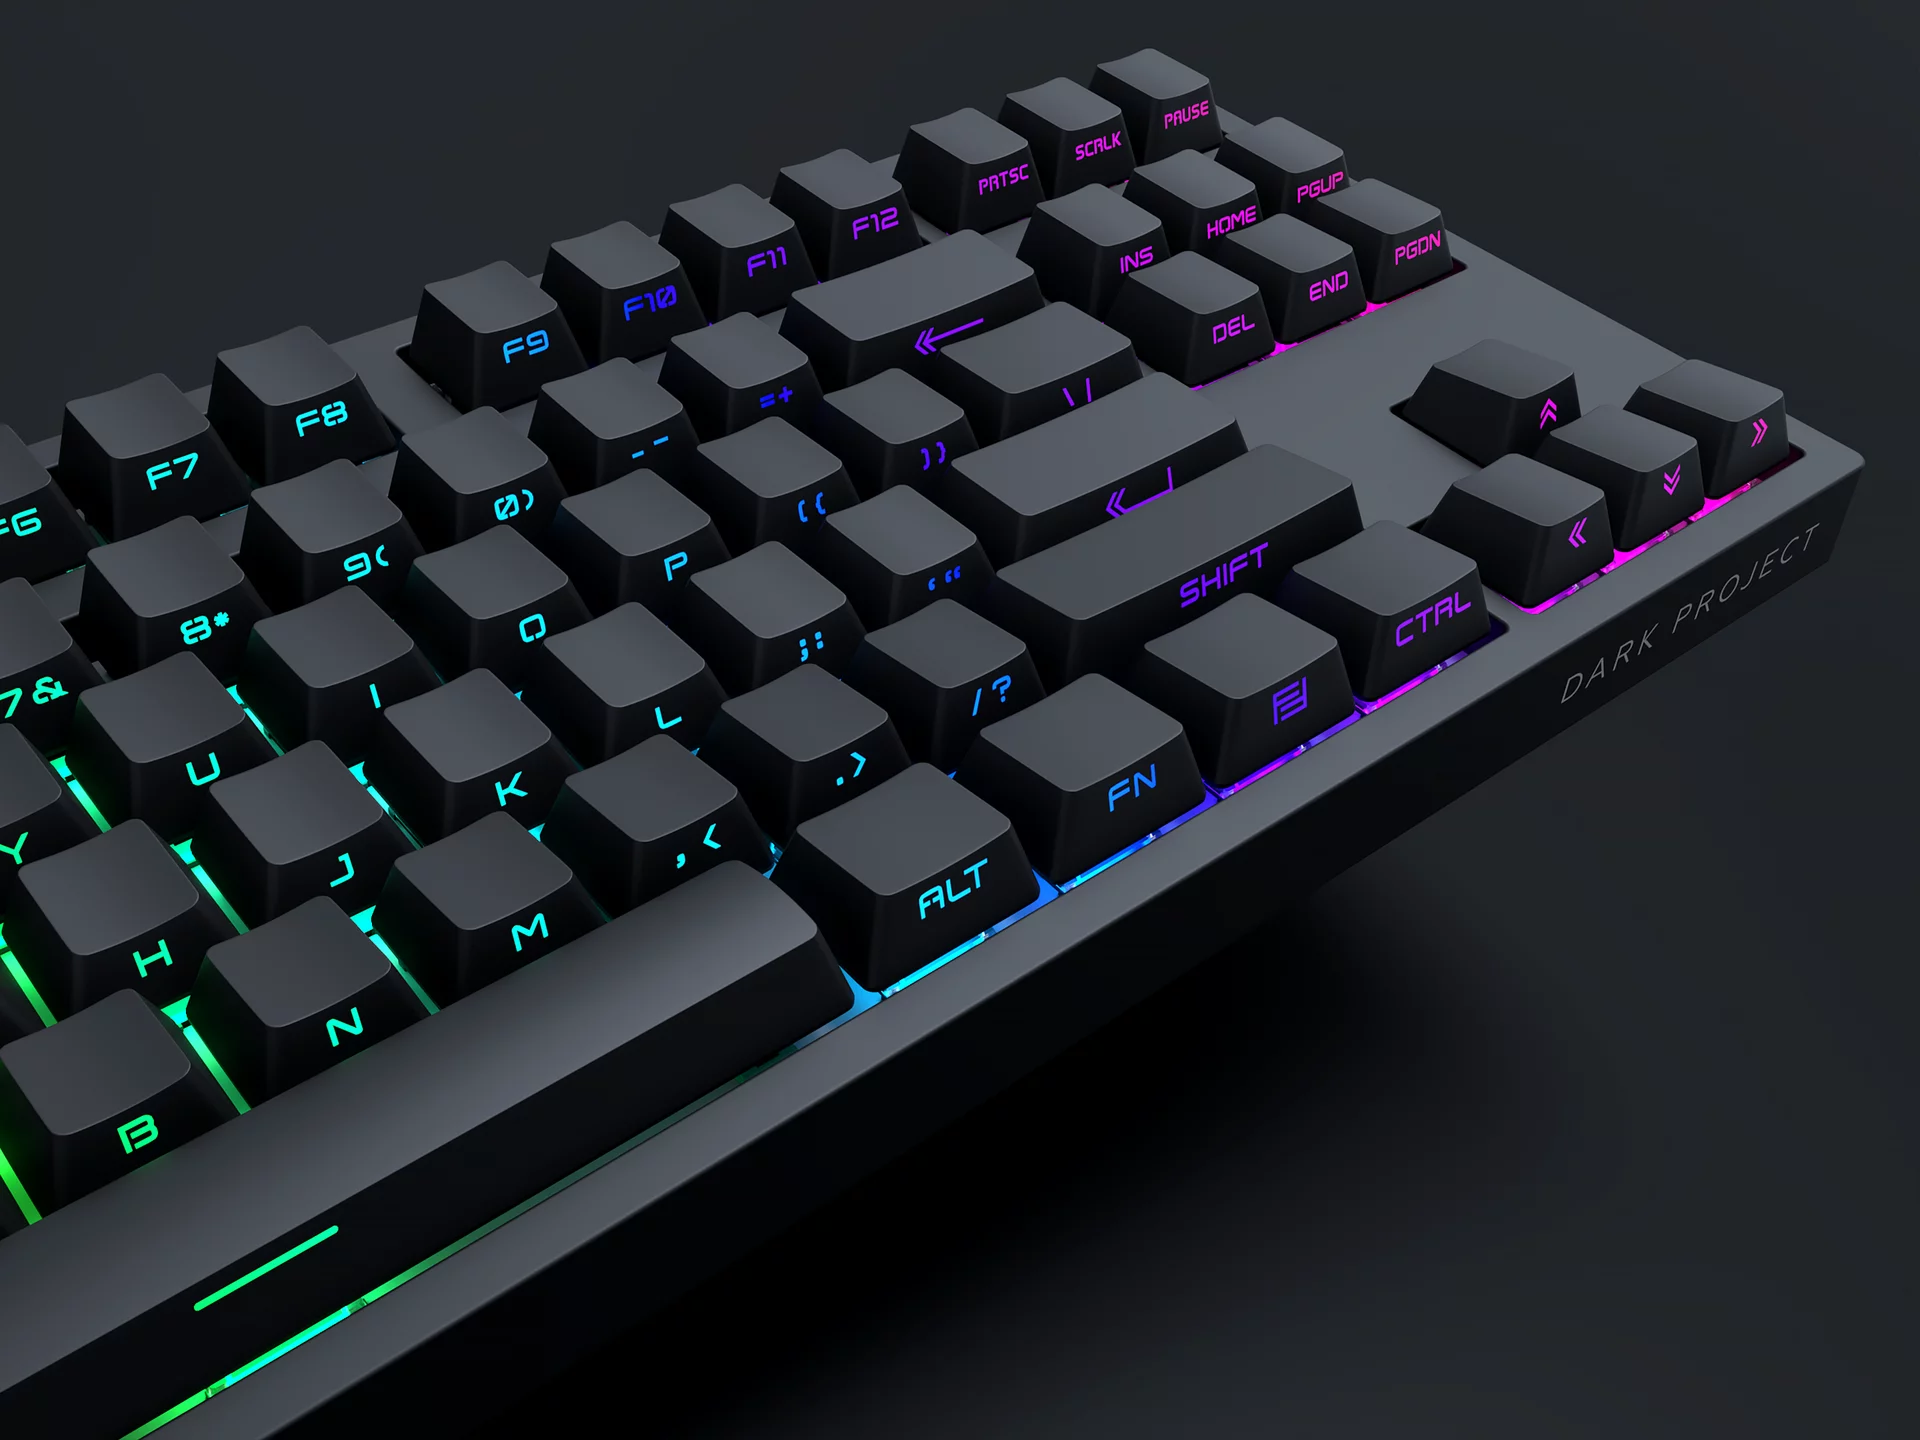 PAUSE
SCRLK
PRTSC
F12
F11
F10
F9
F8
F7
F6
PGUP
HOME
INS
=+
--
0)
9(
8*
7&
PGDN
END
DEL
\|
P
O
I
U
Y
'"
;:
L
K
J
H
SHIFT
/?
.>
,<
M
N
B
CTRL
FN
ALT
DARK PROJECT